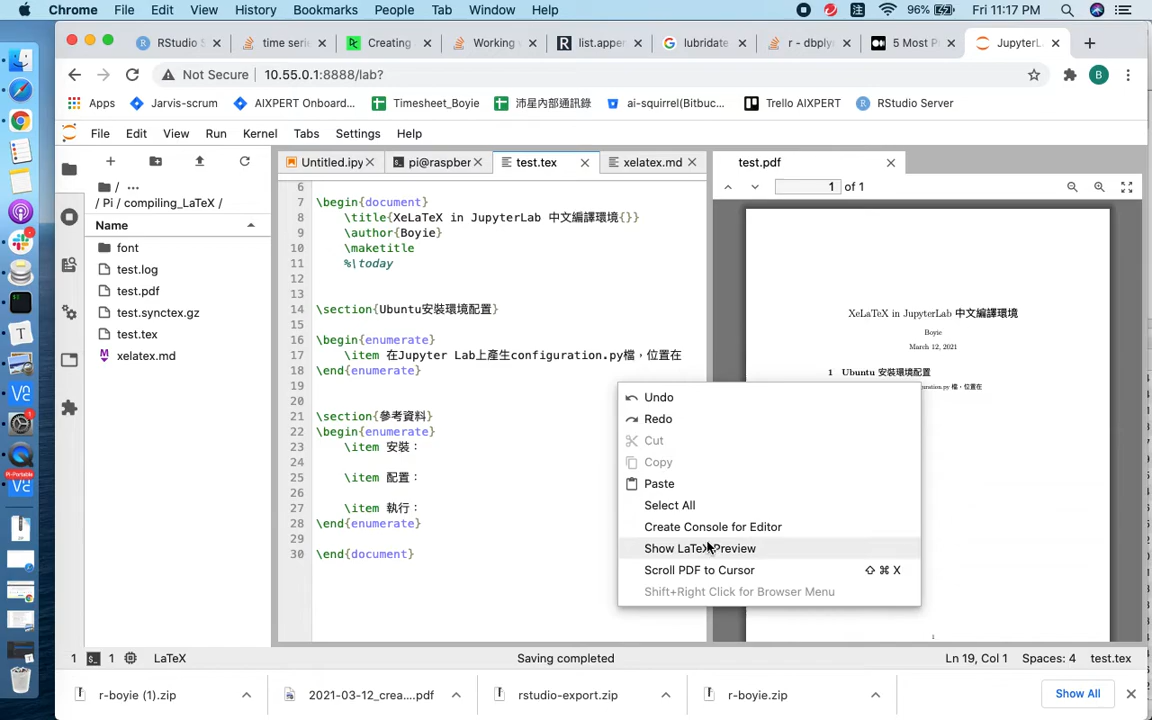 Chrome File Edit View History Bookmarks People Tab Window Help 注 96% Fri 11:17 PM
RStudio S time serie Creating Working list.apper lubridate r - dbplyr 5 Most P JupyterL
Not Secure 10.55.0.1:8888/lab? B
Apps Jarvis-scrum AIXPERT Onboard... Timesheet_Boyie 沛星內部通訊錄 ai-squirrel(Bitbuc... Trello AIXPERT RStudio Server
File Edit View Run Kernel Tabs Settings Help
Untitled.ipy pi@raspber test.tex xelatex.md test.pdf
/ ...
/ Pi / compiling_LaTeX /
Name
font
test.log
test.pdf
test.synctex.gz
test.tex
xelatex.md
6
7 \begin{document}
8 \title{XeLaTeX in JupyterLab 中文編譯環境{}}
9 \author{Boyie}
10 \maketitle
11 %\today
12
13
14 \section{Ubuntu安裝環境配置}
15
16 \begin{enumerate}
17 \item 在Jupyter Lab上產生configuration.py檔，位置在
18 \end{enumerate}
19
20
21 \section{參考資料}
22 \begin{enumerate}
23 \item 安裝：
24
25 \item 配置：
26
27 \item 執行：
28 \end{enumerate}
29
30 \end{document}
Undo
Redo
Cut
Copy
Paste
Select All
Create Console for Editor
Show LaTeX Preview
Scroll PDF to Cursor ⇧ ⌘ X
Shift+Right Click for Browser Menu
1 of 1
XeLaTeX in JupyterLab 中文編譯環境
Boyie
March 12, 2021
1 Ubuntu 安裝環境配置
guration.py 檔，位置在
1
1 1 LaTeX Saving completed Ln 19, Col 1 Spaces: 4 test.tex
r-boyie (1).zip 2021-03-12_crea....pdf rstudio-export.zip r-boyie.zip Show All
Pi-Portable